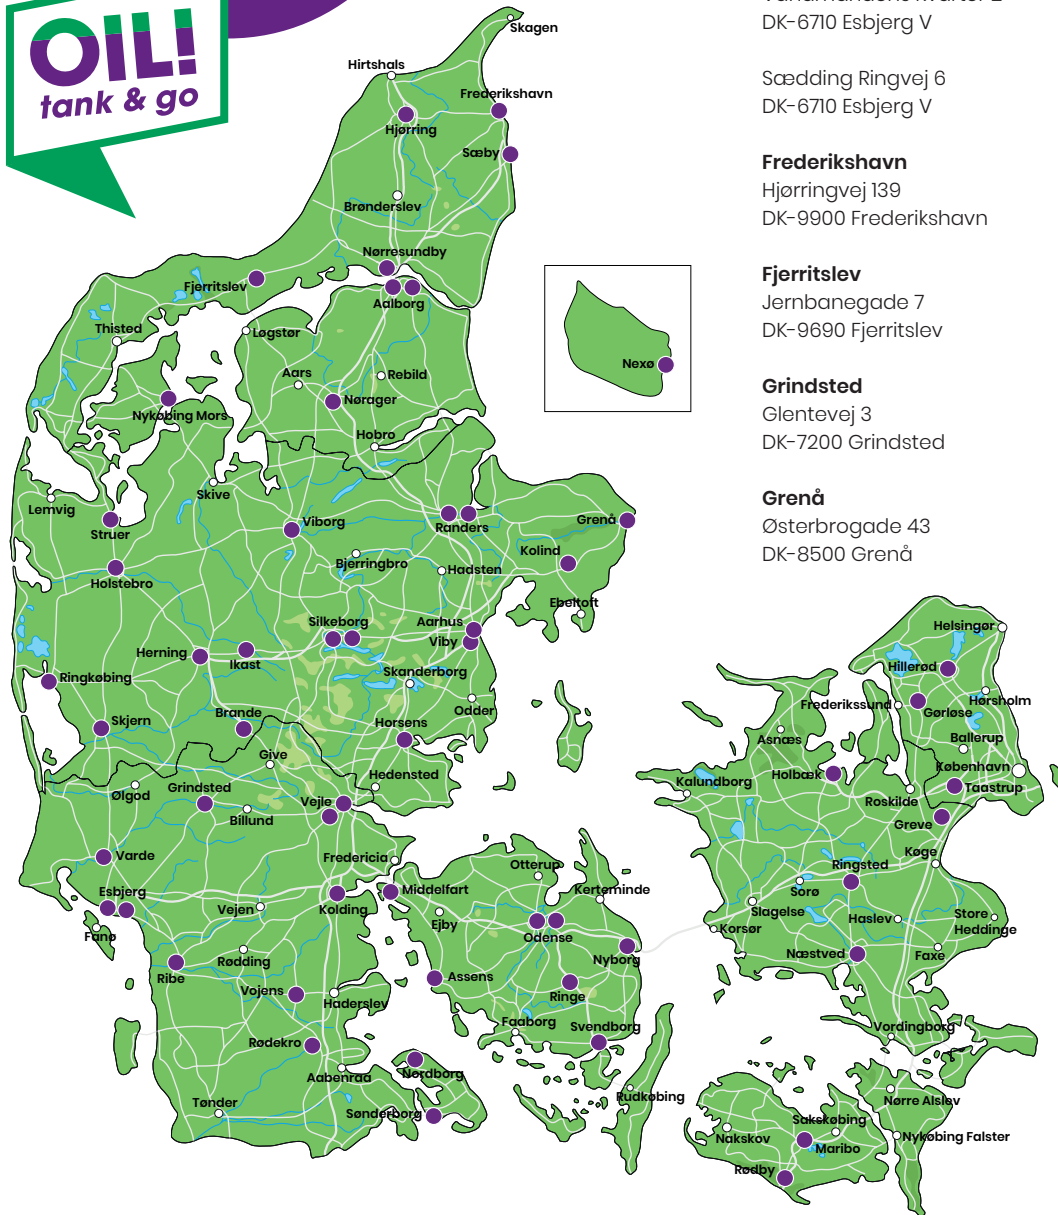 OIL!
tank & go
DK-6710 Esbjerg V
Sædding Ringvej 6
DK-6710 Esbjerg V
Frederikshavn
Hjørringvej 139
DK-9900 Frederikshavn
Fjerritslev
Jernbanegade 7
DK-9690 Fjerritslev
Grindsted
Glentevej 3
DK-7200 Grindsted
Grenå
Østerbrogade 43
DK-8500 Grenå
Skagen
Hirtshals
Frederikshavn
Hjørring
Sæby
Brønderslev
Nørresundby
Fjerritslev
Aalborg
Thisted
Løgstør
Nexø
Aars
Rebild
Nørager
Nykøbing Mors
Hobro
Skive
Lemvig
Struer
Viborg
Randers
Grenå
Kolind
Bjerringbro
Hadsten
Holstebro
Ebeltoft
Silkeborg
Aarhus
Viby
Herning
Ikast
Skanderborg
Ringkøbing
Odder
Skjern
Brande
Horsens
Give
Hedensted
Ølgod
Grindsted
Vejle
Billund
Varde
Fredericia
Esbjerg
Vejen
Kolding
Middelfart
Fanø
Rødding
Ribe
Vojens
Haderslev
Rødekro
Aabenraa
Nordborg
Tønder
Sønderborg
Otterup
Kerteminde
Ejby
Odense
Nyborg
Assens
Ringe
Faaborg
Svendborg
Rudkøbing
Helsingør
Hillerød
Frederikssund
Hørsholm
Gørløse
Asnæs
Ballerup
København
Holbæk
Kalundborg
Taastrup
Roskilde
Greve
Køge
Ringsted
Sorø
Slagelse
Haslev
Store
Heddinge
Korsør
Næstved
Faxe
Vordingborg
Nørre Alslev
Sakskøbing
Nakskov
Maribo
Nykøbing Falster
Rødby